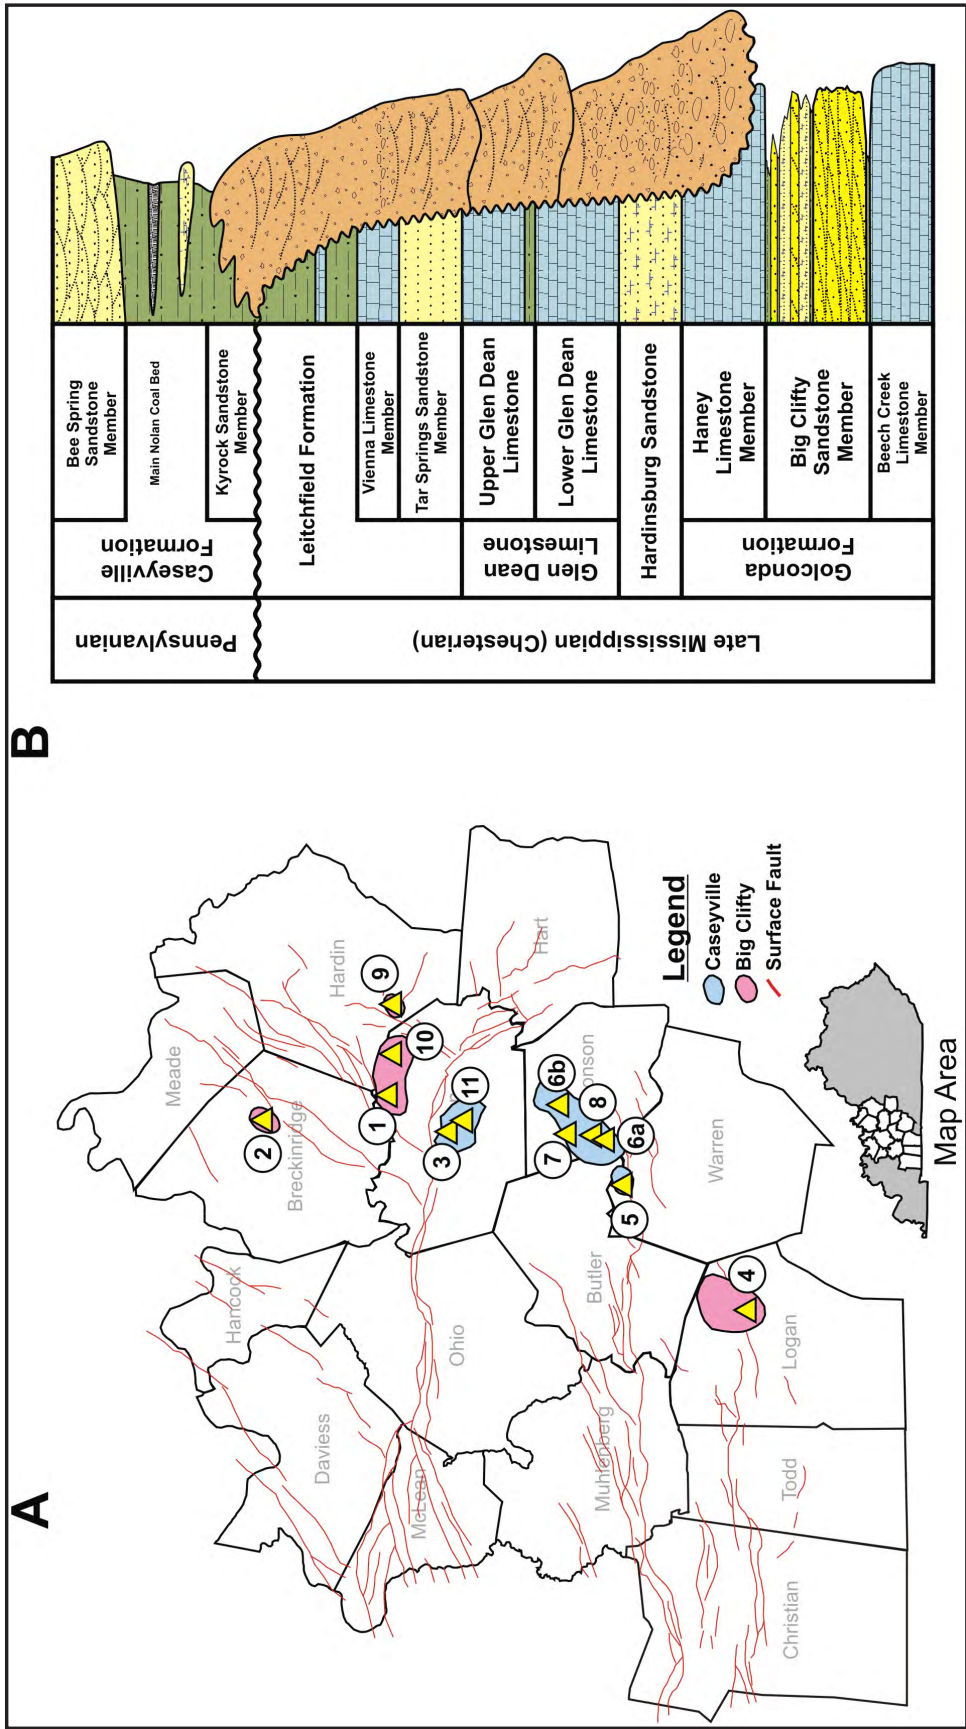 A
Meade
Hancock
Breckinridge
Hardin
Daviess
McLean
Ohio
Hart
Butler
onson
Muhlenberg
Warren
Logan
Todd
Christian
1
2
3
4
5
6a
6b
7
8
9
10
11
Legend
Caseyville
Big Clifty
Surface Fault
Map Area
B
Pennsylvanian
Late Mississippian (Chesterian)
Caseyville
Formation
Glen Dean
Limestone
Golconda
Formation
Bee Spring
Sandstone
Member
Main Nolan Coal Bed
Kyrock Sandstone
Member
Leitchfield Formation
Vienna Limestone
Member
Tar Springs Sandstone
Member
Upper Glen Dean
Limestone
Lower Glen Dean
Limestone
Hardinsburg Sandstone
Haney
Limestone
Member
Big Clifty
Sandstone
Member
Beech Creek
Limestone
Member